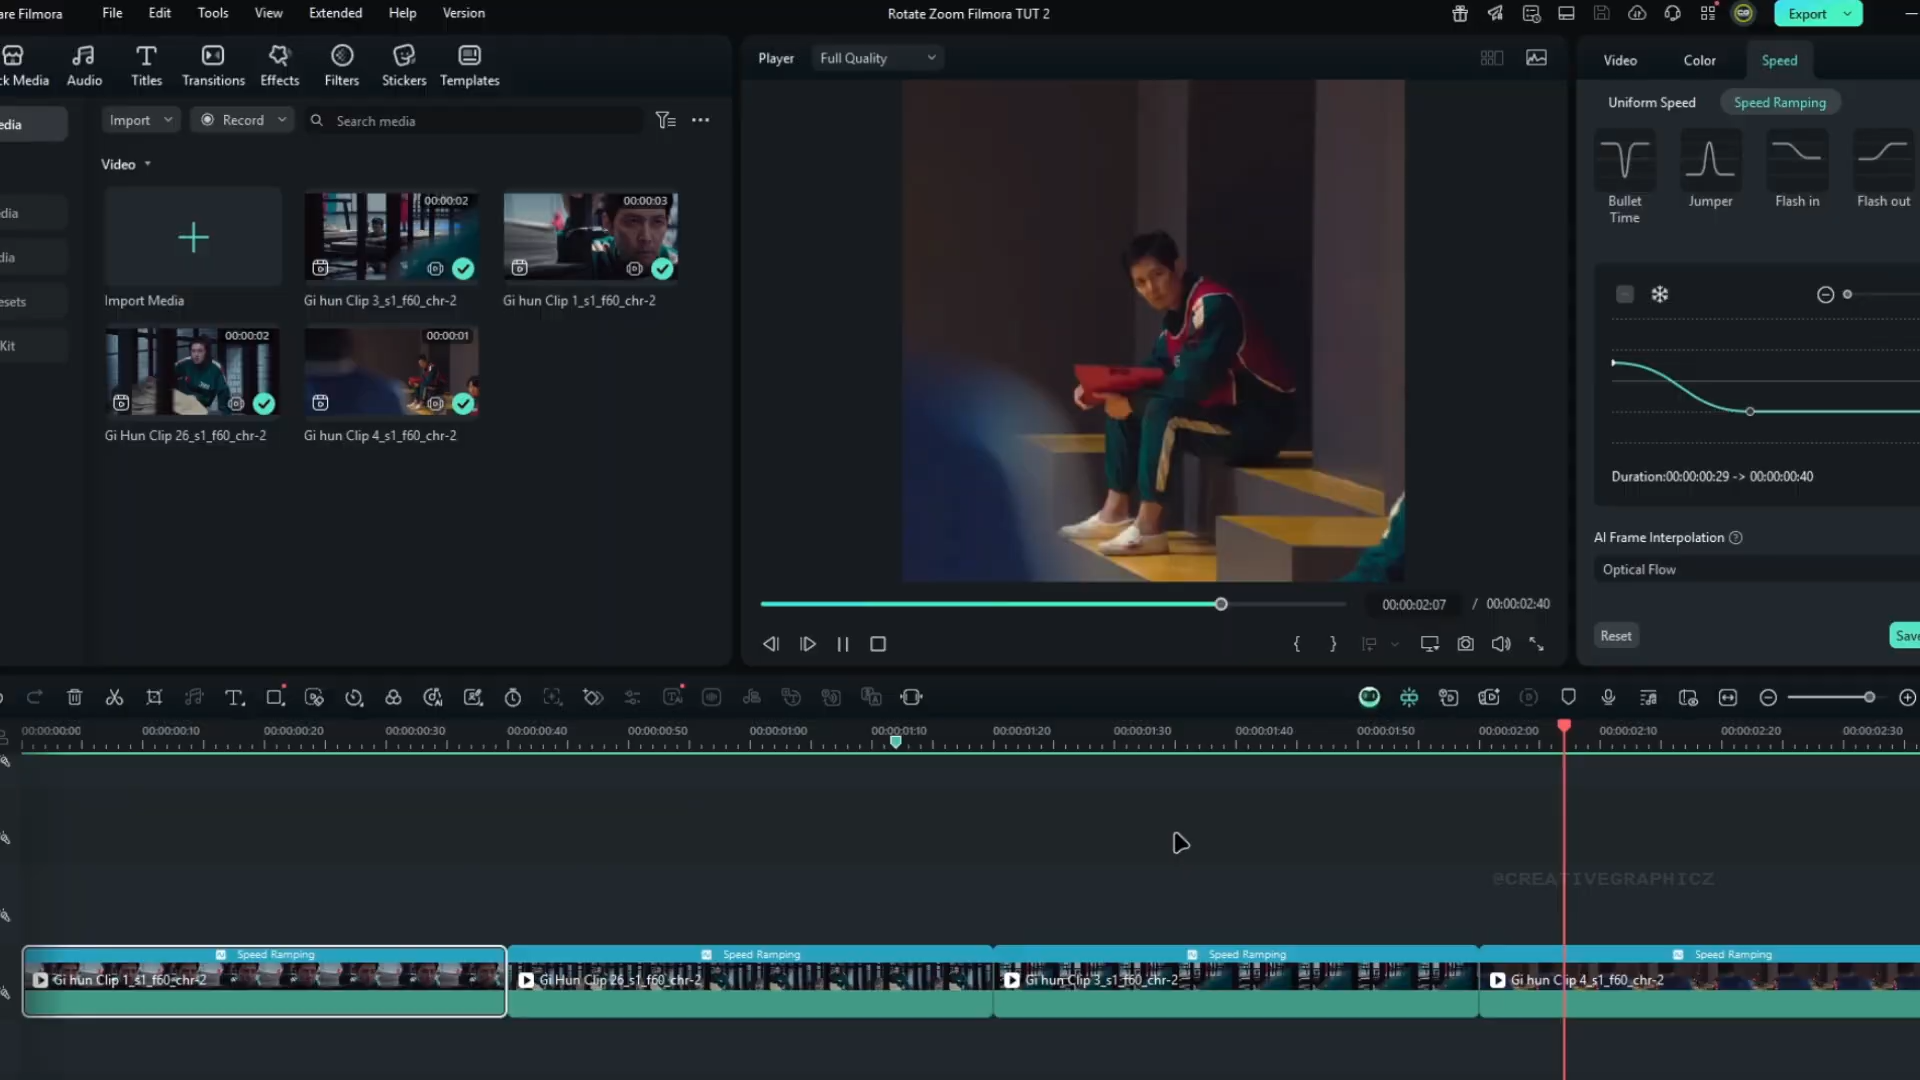 are Filmora File Edit Tools View Extended Help Version Rotate Zoom Filmora TUT 2 Export
ck Media Audio Titles Transitions Effects Filters Stickers Templates
Player Full Quality
Video Color Speed
edia Import Record Search media
Uniform Speed Speed Ramping
Video
Bullet Time Jumper Flash in Flash out
edia
dia
esets
Kit
00:00:02 00:00:03
Import Media Gi hun Clip 3_s1_f60_chr-2 Gi hun Clip 1_s1_f60_chr-2
00:00:02 00:00:01
Gi Hun Clip 26_s1_f60_chr-2 Gi hun Clip 4_s1_f60_chr-2
Duration:00:00:00:29 -> 00:00:00:40
AI Frame Interpolation
Optical Flow
00:00:02:07 / 00:00:02:40
Reset Save
00:00:00:00 00:00:00:10 00:00:00:20 00:00:00:30 00:00:00:40 00:00:00:50 00:00:01:00 00:00:01:10 00:00:01:20 00:00:01:30 00:00:01:40 00:00:01:50 00:00:02:00 00:00:02:10 00:00:02:20 00:00:02:30
@CREATIVEGRAPHICZ
Speed Ramping Speed Ramping Speed Ramping Speed Ramping
Gi hun Clip 1_s1_f60_chr-2 Gi Hun Clip 26_s1_f60_chr-2 Gi hun Clip 3_s1_f60_chr-2 Gi hun Clip 4_s1_f60_chr-2